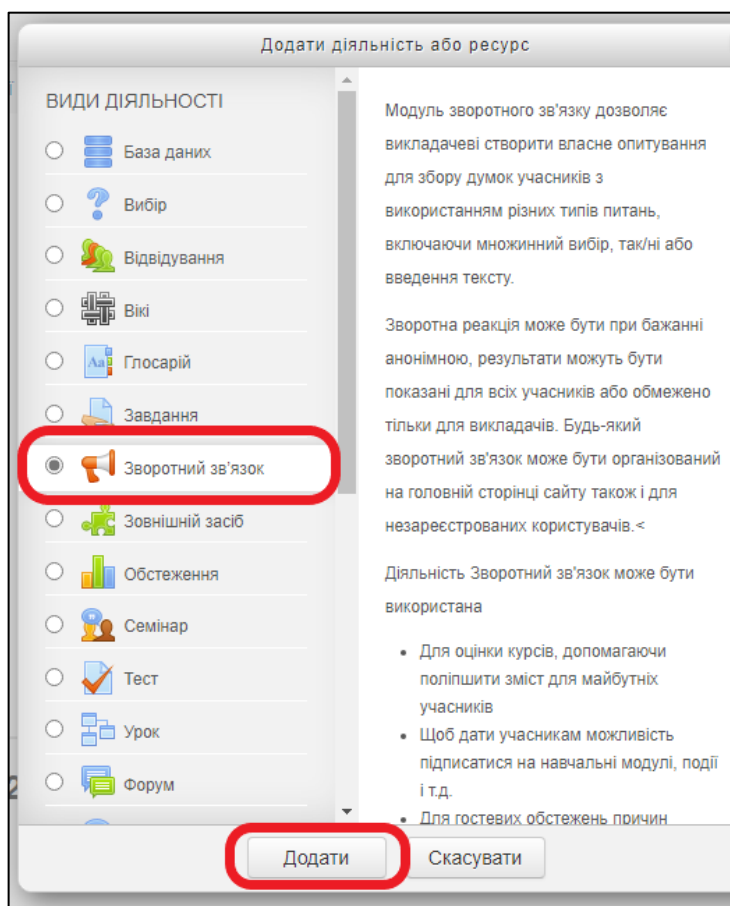 Додати діяльність або ресурс
ВИДИ ДІЯЛЬНОСТІ
База даних
Вибір
Відвідування
Вікі
Глосарій
Завдання
Зворотний зв'язок
Зовнішній засіб
Обстеження
Семінар
Тест
Урок
Форум
Модуль зворотного зв'язку дозволяє
викладачеві створити власне опитування
для збору думок учасників з
використанням різних типів питань,
включаючи множинний вибір, так/ні або
введення тексту.
Зворотна реакція може бути при бажанні
анонімною, результати можуть бути
показані для всіх учасників або обмежено
тільки для викладачів. Будь-який
зворотний зв'язок може бути організований
на головній сторінці сайту також і для
незареєстрованих користувачів.<
Діяльність Зворотний зв'язок може бути
використана
• Для оцінки курсів, допомагаючи
поліпшити зміст для майбутніх
учасників
• Щоб дати учасникам можливість
підписатися на навчальні модулі, події
і т.д.
• Для гостевих обстежень причин
Додати
Скасувати